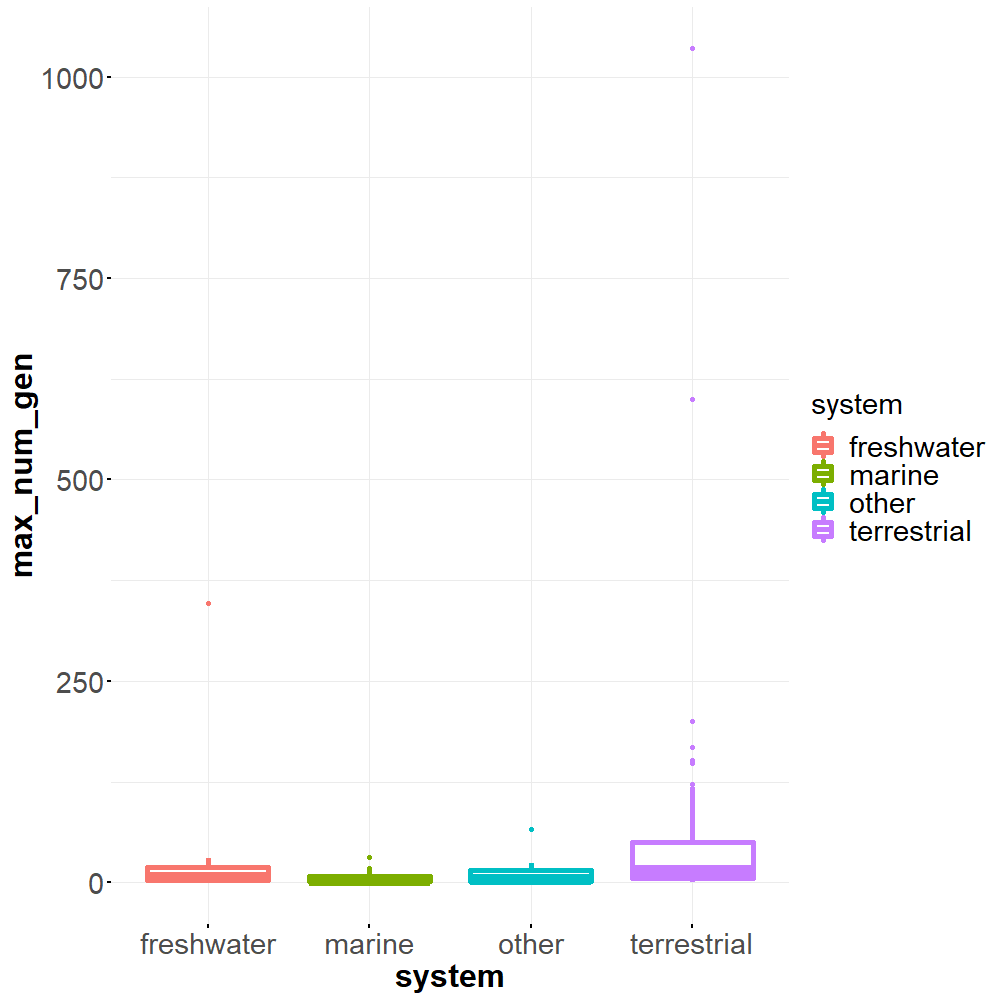 max_num_gen
1000
750
500
250
0
freshwater marine other terrestrial
system
system
freshwater
marine
other
terrestrial